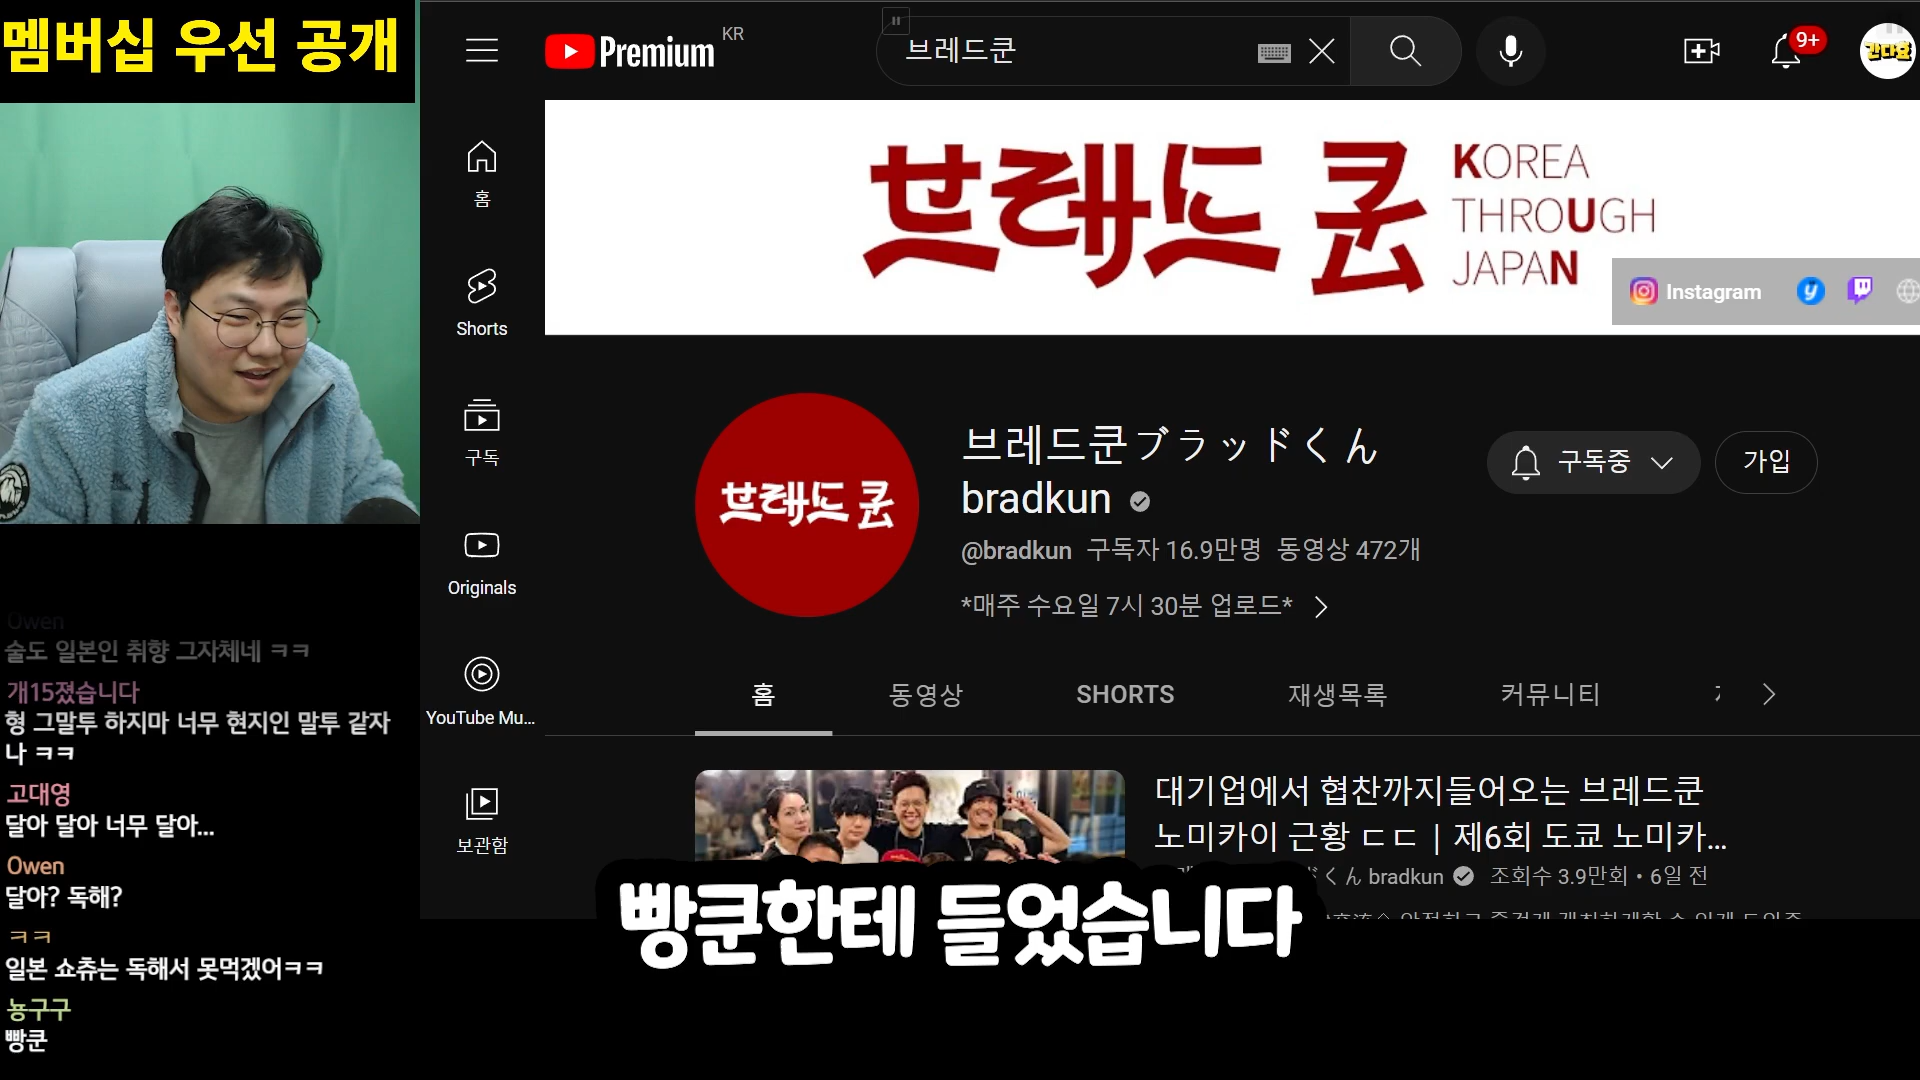 멤버십 우선 공개
Premium
KR
브레드쿤
9+
간다효
홈
Shorts
구독
Originals
YouTube Mu...
보관함
브래드쿤
KOREA
THROUGH
JAPAN
Instagram
브래드쿤
브레드쿤ブラッドくん
bradkun
@bradkun 구독자 16.9만명 동영상 472개
*매주 수요일 7시 30분 업로드*
구독중
가입
홈
동영상
SHORTS
재생목록
커뮤니티
대기업에서 협찬까지들어오는 브레드쿤
노미카이 근황 ㄷㄷ | 제6회 도쿄 노미카...
くん bradkun 조회수 3.9만회 • 6일 전
빵쿤한테 들었습니다
Owen
술도 일본인 취향 그자체네 ㅋㅋ
개15졌습니다
형 그말투 하지마 너무 현지인 말투 같자
나 ㅋㅋ
고대영
달아 달아 너무 달아...
Owen
달아? 독해?
ㅋㅋ
일본 쇼츄는 독해서 못먹겠어ㅋㅋ
뇽구구
빵쿤